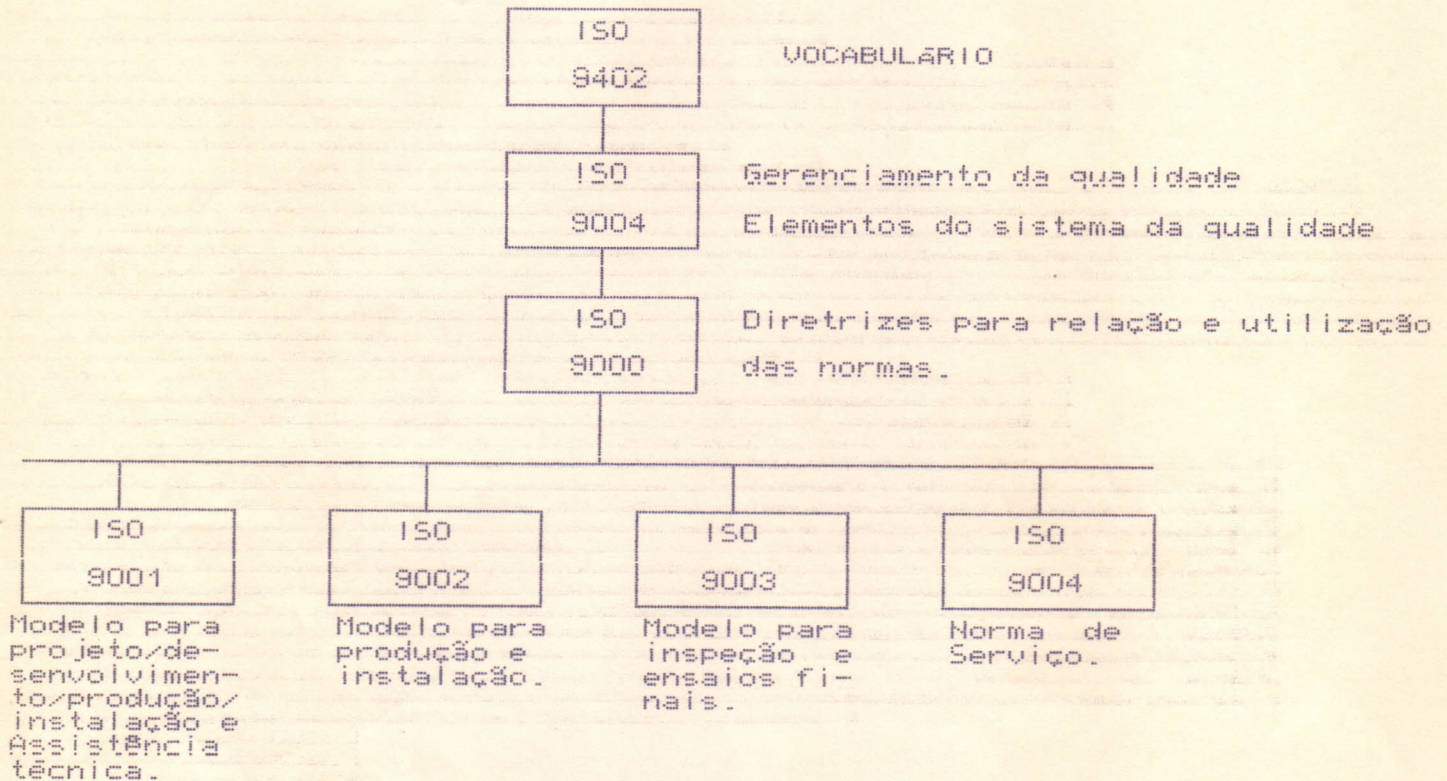 ISO
9402
VOCABULáRIO
ISO
9004
Gerenciamento da qualidade
Elementos do sistema da qualidade
ISO
9000
Diretrizes para relação e utilização
das normas.
ISO
9001
Modelo para
projeto/de-
senvolvimen-
to/produção/
instalação e
Assistência
técnica.
ISO
9002
Modelo para
produção e
instalação.
ISO
9003
Modelo para
inspeção e
ensaios fi-
nais.
ISO
9004
Norma de
Serviço.